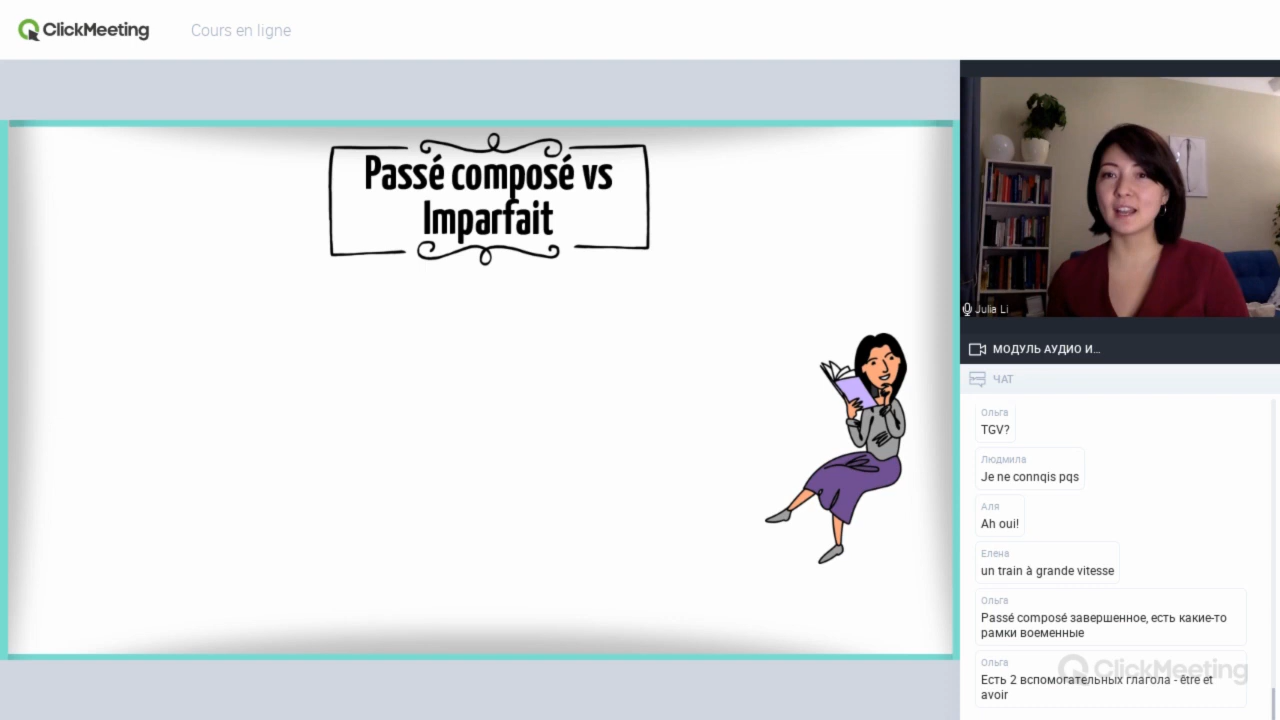 ClickMeeting
Cours en ligne
Passé composé vs
Imparfait
Julia Li
МОДУЛЬ АУДИО И...
ЧАТ
Ольга
TGV?
Людмила
Je ne connqis pqs
Аля
Ah oui!
Елена
un train à grande vitesse
Ольга
Passé composé завершенное, есть какие-то
рамки воеменные
Ольга
Есть 2 вспомогательных глагола - être et
avoir
ClickMeeting